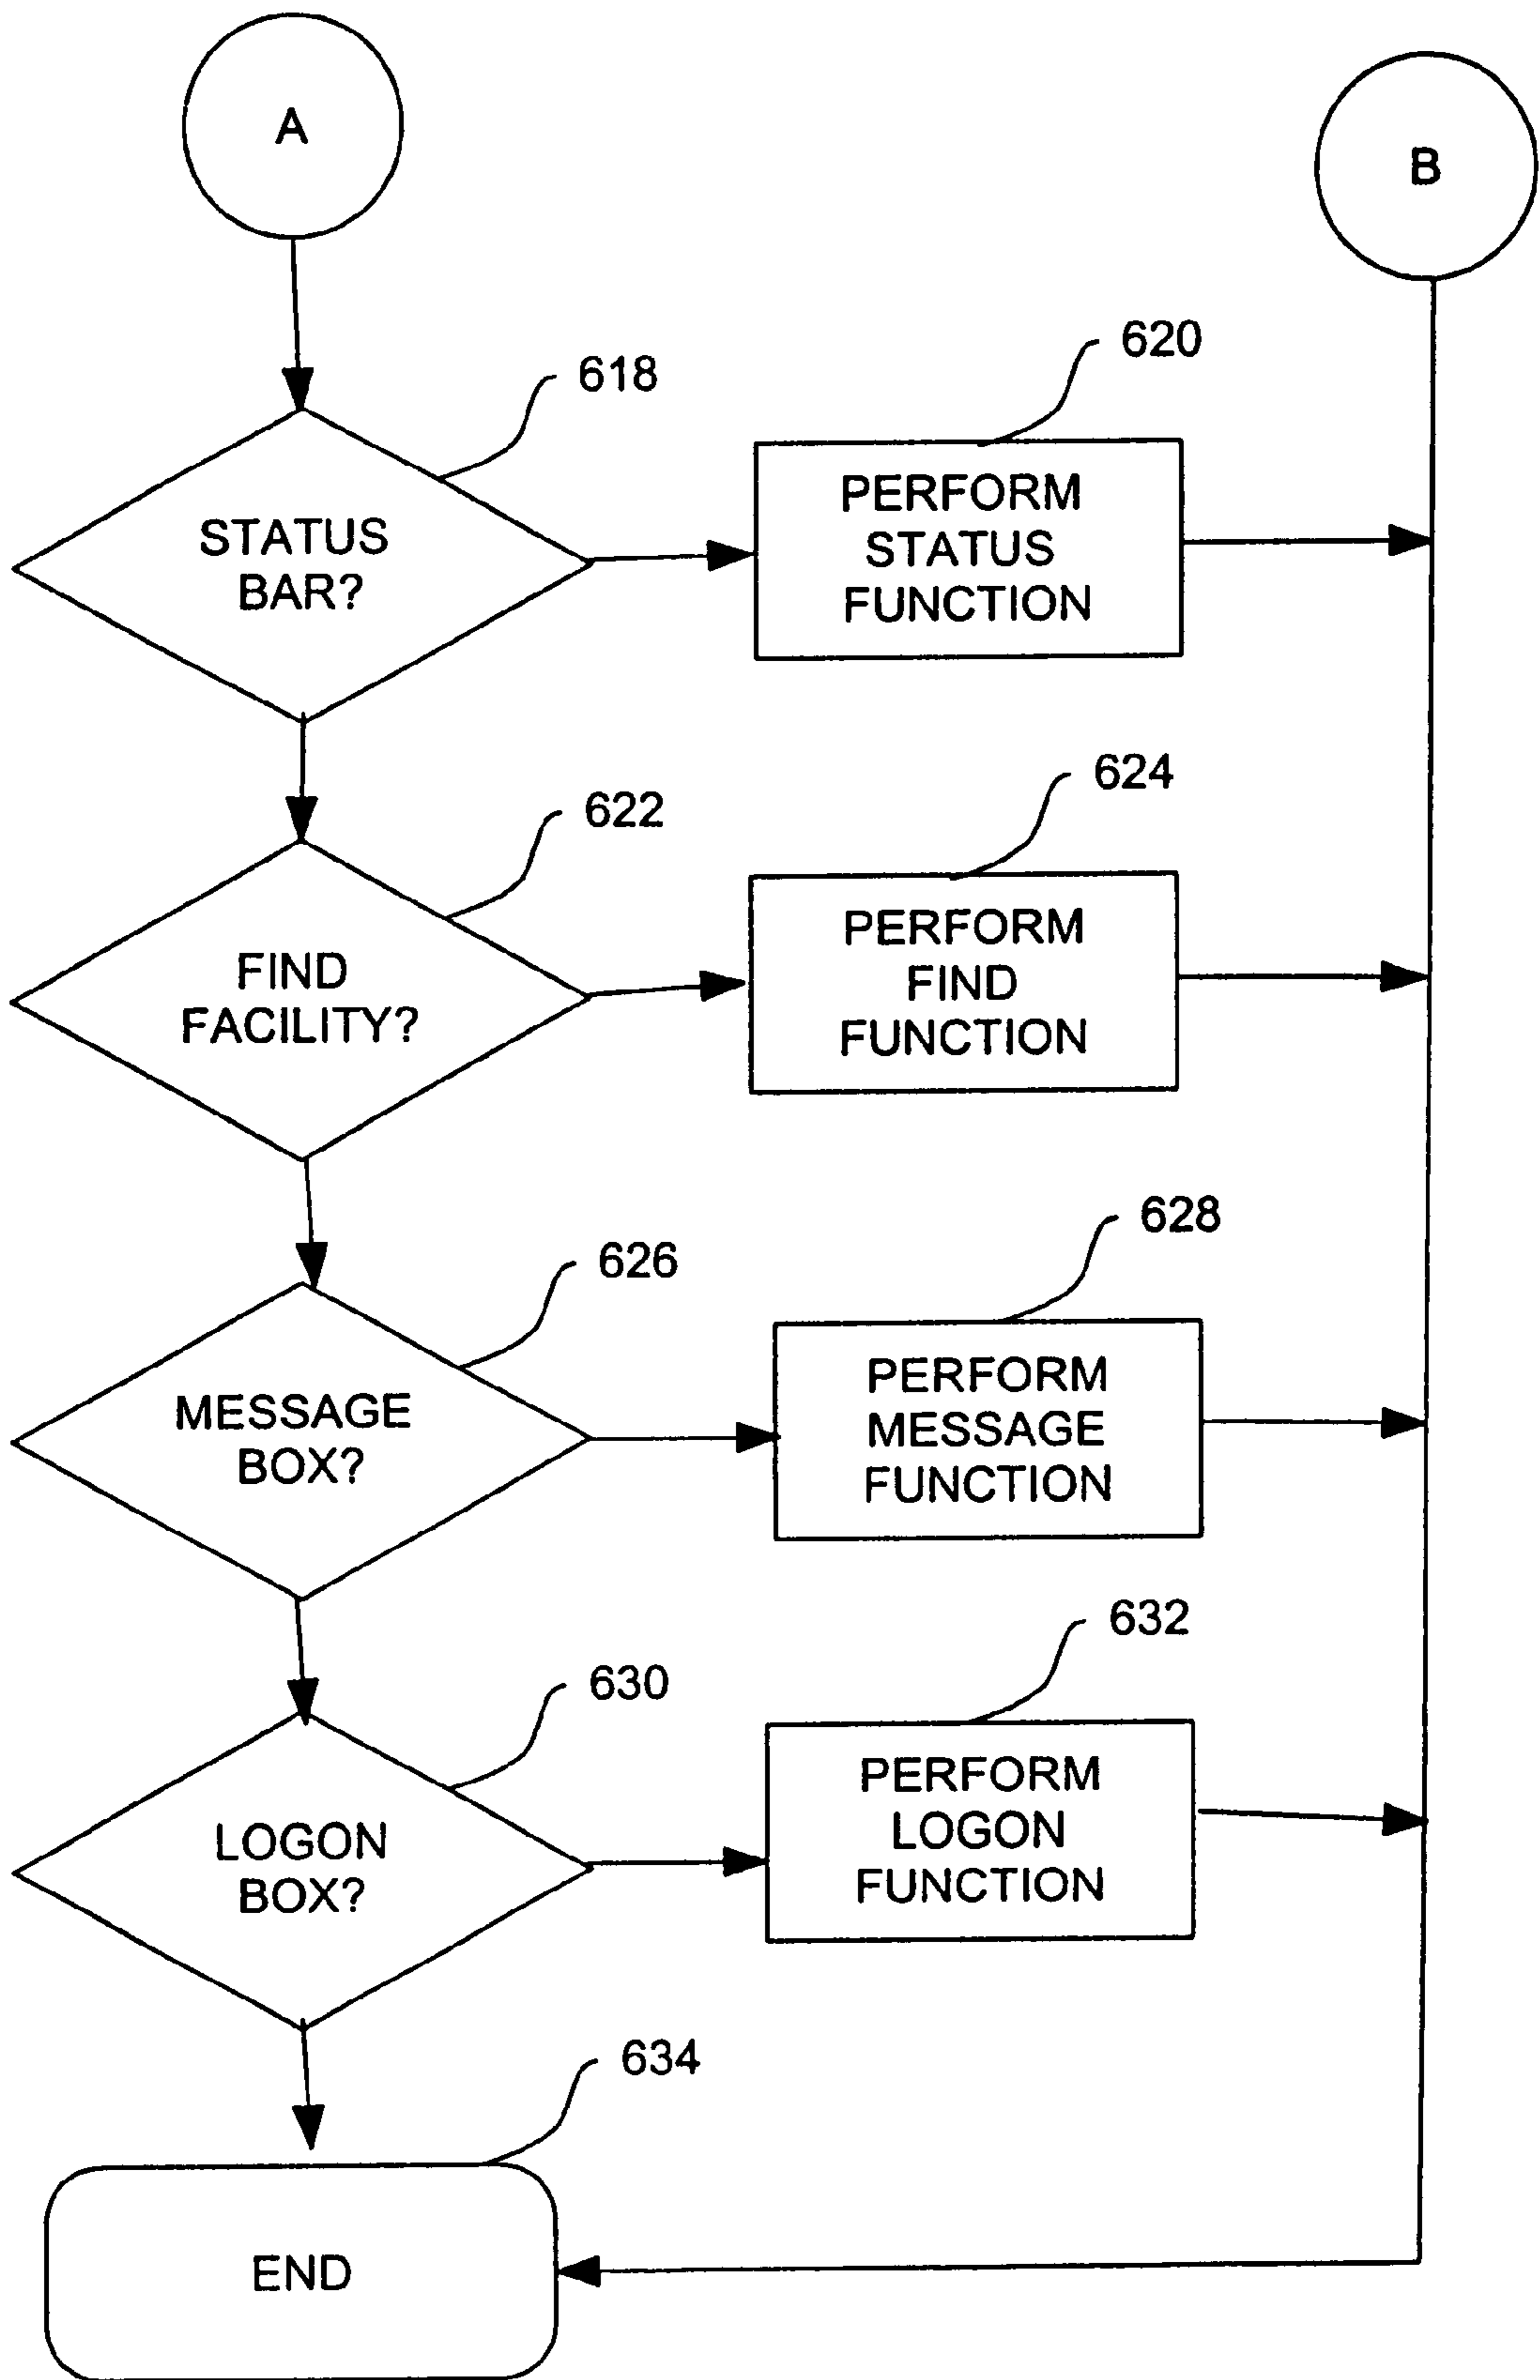 A
B
618
620
STATUS
BAR?
PERFORM
STATUS
FUNCTION
622
624
FIND
FACILITY?
PERFORM
FIND
FUNCTION
626
628
MESSAGE
BOX?
PERFORM
MESSAGE
FUNCTION
630
632
LOGON
BOX?
PERFORM
LOGON
FUNCTION
634
END